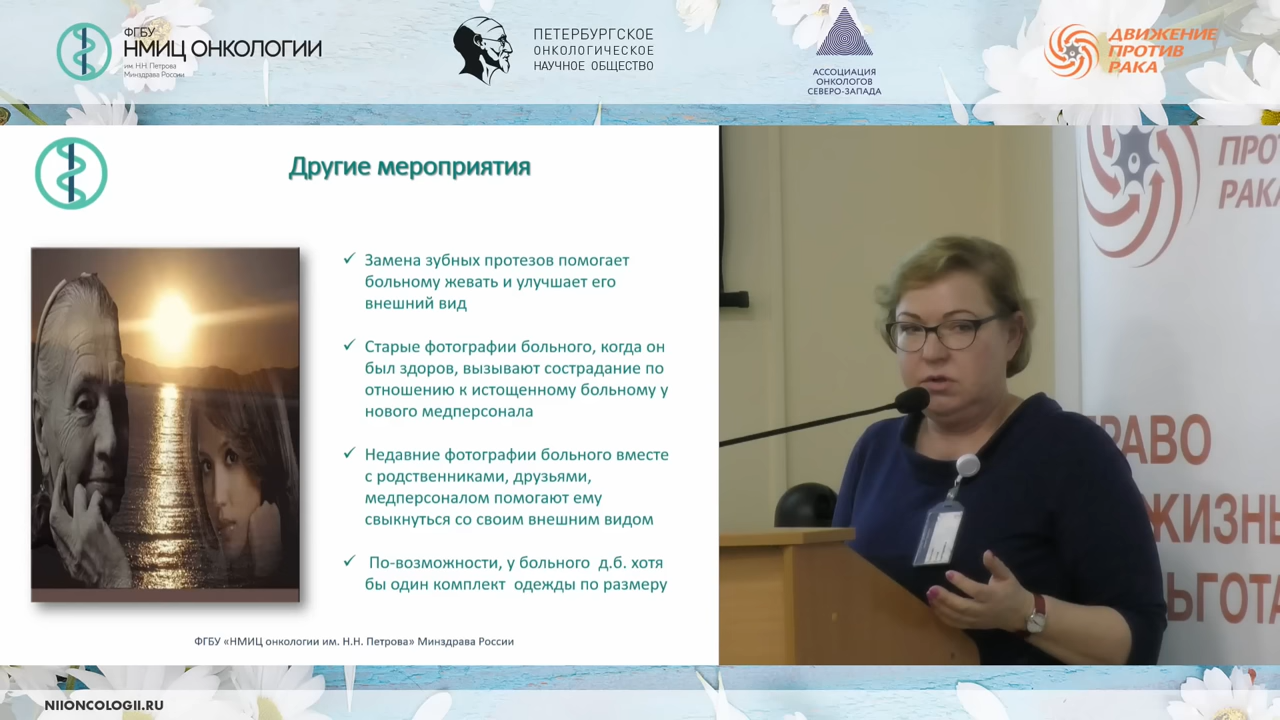 ФГБУ
НМИЦ ОНКОЛОГИИ
им. Н.Н. Петрова
Минздрава России
ПЕТЕРБУРГСКОЕ
ОНКОЛОГИЧЕСКОЕ
НАУЧНОЕ ОБЩЕСТВО
АССОЦИАЦИЯ
ОНКОЛОГОВ
СЕВЕРО-ЗАПАДА
ДВИЖЕНИЕ
ПРОТИВ
РАКА
Другие мероприятия
✓ Замена зубных протезов помогает
больному жевать и улучшает его
внешний вид
✓ Старые фотографии больного, когда он
был здоров, вызывают сострадание по
отношению к истощенному больному у
нового медперсонала
✓ Недавние фотографии больного вместе
с родственниками, друзьями,
медперсоналом помогают ему
свыкнуться со своим внешним видом
✓ По-возможности, у больного д.б. хотя
бы один комплект одежды по размеру
ФГБУ «НМИЦ онкологии им. Н.Н. Петрова» Минздрава России
ПРО
РАКА
РАВО
ЖИЗНЬ
ЬГОТА
NIIONCOLOGII.RU